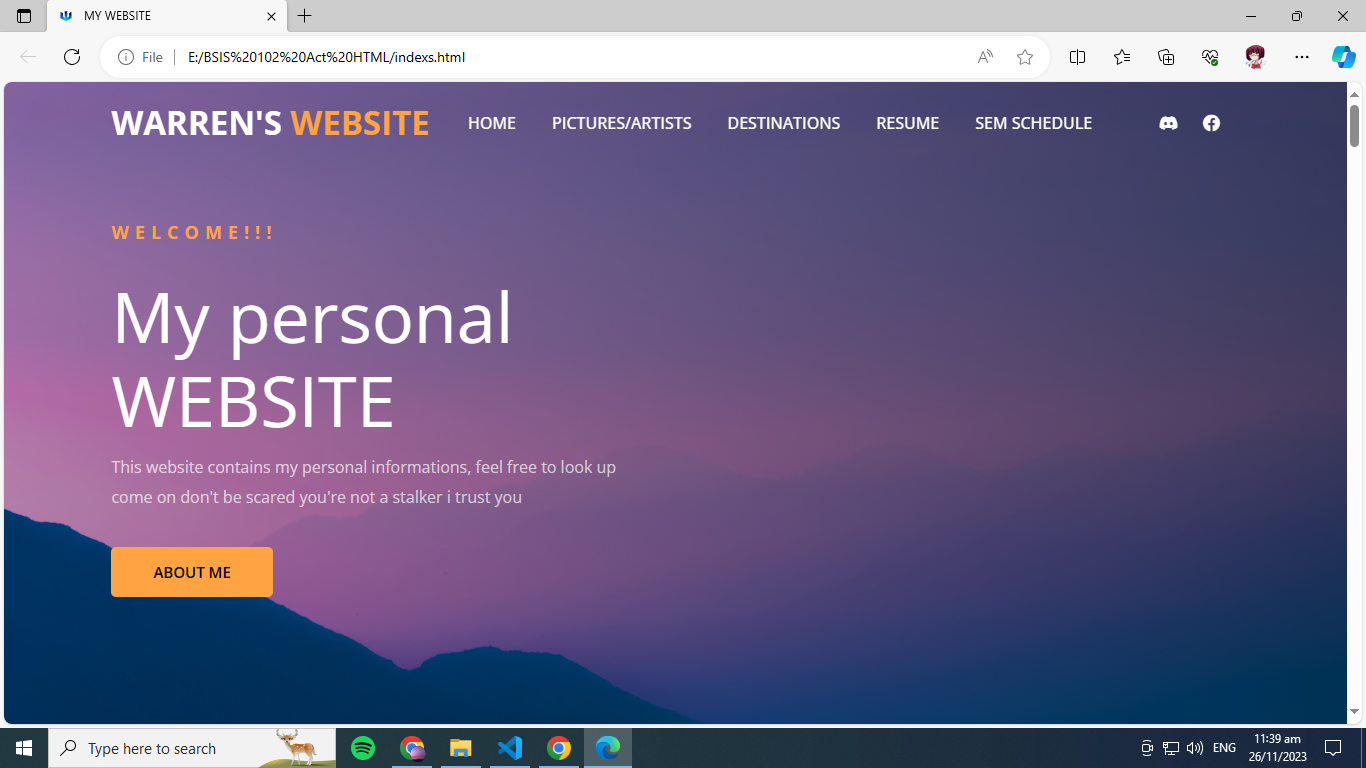 MY WEBSITE
File
E:/BSIS%20102%20Act%20HTML/indexs.html
WARREN'S WEBSITE HOME PICTURES/ARTISTS DESTINATIONS RESUME SEM SCHEDULE
WELCOME!!!
My personal
WEBSITE
This website contains my personal informations, feel free to look up
come on don't be scared you're not a stalker i trust you
ABOUT ME
Type here to search
ENG
11:39 am
26/11/2023